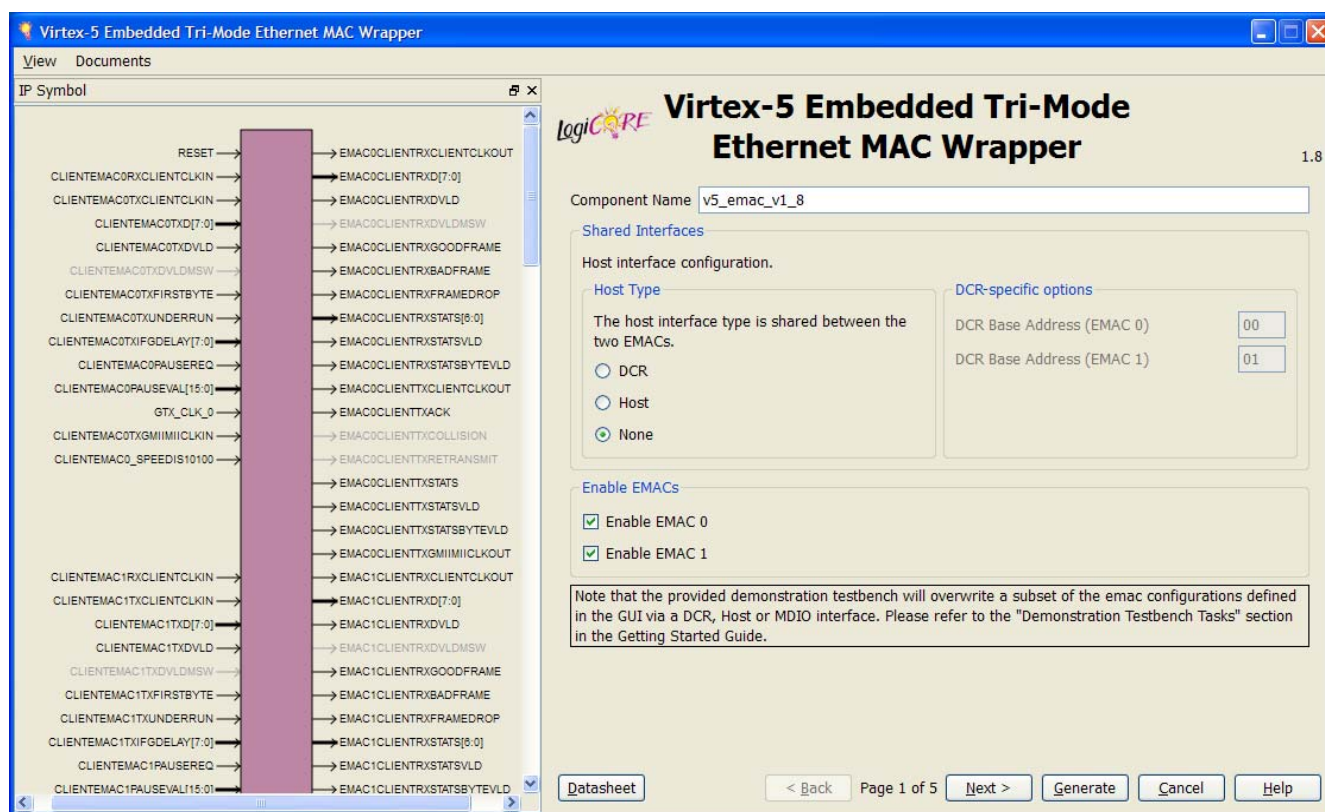 Virtex-5 Embedded Tri-Mode Ethernet MAC Wrapper
View Documents
IP Symbol
RESET
CLIENTEMAC0RXCLIENTCLKIN
CLIENTEMAC0TXCLIENTCLKIN
CLIENTEMAC0TXD[7:0]
CLIENTEMAC0TXDVLD
CLIENTEMAC0TXDVLDMSW
CLIENTEMAC0TXFIRSTBYTE
CLIENTEMAC0TXUNDERRUN
CLIENTEMAC0TXIFGDELAY[7:0]
CLIENTEMAC0PAUSEREQ
CLIENTEMAC0PAUSEVAL[15:0]
GTX_CLK_0
CLIENTEMAC0TXGMIIMIICLKIN
CLIENTEMAC0_SPEEDIS10100
CLIENTEMAC1RXCLIENTCLKIN
CLIENTEMAC1TXCLIENTCLKIN
CLIENTEMAC1TXD[7:0]
CLIENTEMAC1TXDVLD
CLIENTEMAC1TXDVLDMSW
CLIENTEMAC1TXFIRSTBYTE
CLIENTEMAC1TXUNDERRUN
CLIENTEMAC1TXIFGDELAY[7:0]
CLIENTEMAC1PAUSEREQ
CLIENTEMAC1PAUSEVAL[15:0]
EMAC0CLIENTRXCLIENTCLKOUT
EMAC0CLIENTRXD[7:0]
EMAC0CLIENTRXDVLD
EMAC0CLIENTRXDVLDMSW
EMAC0CLIENTRXGOODFRAME
EMAC0CLIENTRXBADFRAME
EMAC0CLIENTRXFRAMEDROP
EMAC0CLIENTRXSTATS[6:0]
EMAC0CLIENTRXSTATSVLD
EMAC0CLIENTRXSTATSBYTEVLD
EMAC0CLIENTTXCLIENTCLKOUT
EMAC0CLIENTTXACK
EMAC0CLIENTTXCOLLISION
EMAC0CLIENTTXRETRANSMIT
EMAC0CLIENTTXSTATS
EMAC0CLIENTTXSTATSVLD
EMAC0CLIENTTXSTATSBYTEVLD
EMAC0CLIENTTXGMIIMIICLKOUT
EMAC1CLIENTRXCLIENTCLKOUT
EMAC1CLIENTRXD[7:0]
EMAC1CLIENTRXDVLD
EMAC1CLIENTRXDVLDMSW
EMAC1CLIENTRXGOODFRAME
EMAC1CLIENTRXBADFRAME
EMAC1CLIENTRXFRAMEDROP
EMAC1CLIENTRXSTATS[6:0]
EMAC1CLIENTRXSTATSVLD
EMAC1CLIENTRXSTATSBYTEVLD
LogiCORE
Virtex-5 Embedded Tri-Mode
Ethernet MAC Wrapper
1.8
Component Name v5_emac_v1_8
Shared Interfaces
Host interface configuration.
Host Type
The host interface type is shared between the
two EMACs.
DCR
Host
None
DCR-specific options
DCR Base Address (EMAC 0) 00
DCR Base Address (EMAC 1) 01
Enable EMACs
Enable EMAC 0
Enable EMAC 1
Note that the provided demonstration testbench will overwrite a subset of the emac configurations defined
in the GUI via a DCR, Host or MDIO interface. Please refer to the "Demonstration Testbench Tasks" section
in the Getting Started Guide.
Datasheet < Back Page 1 of 5 Next > Generate Cancel Help